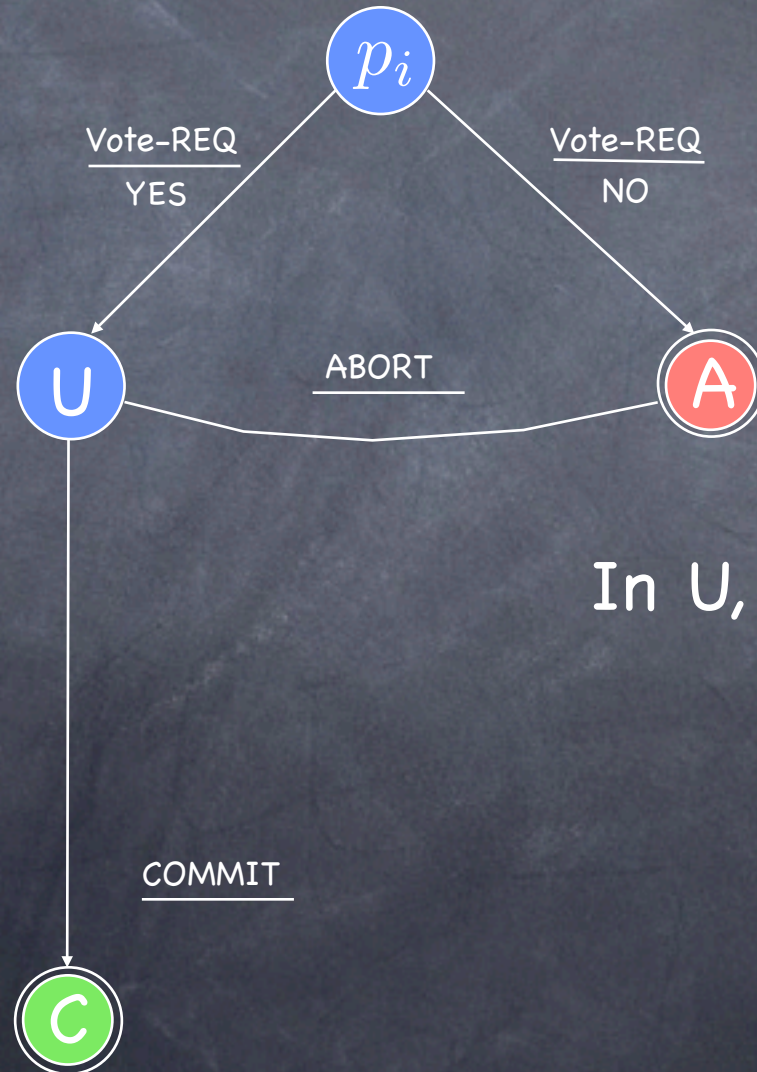 p_i
Vote-REQ
YES
Vote-REQ
NO
U
ABORT
A
In U,
COMMIT
C